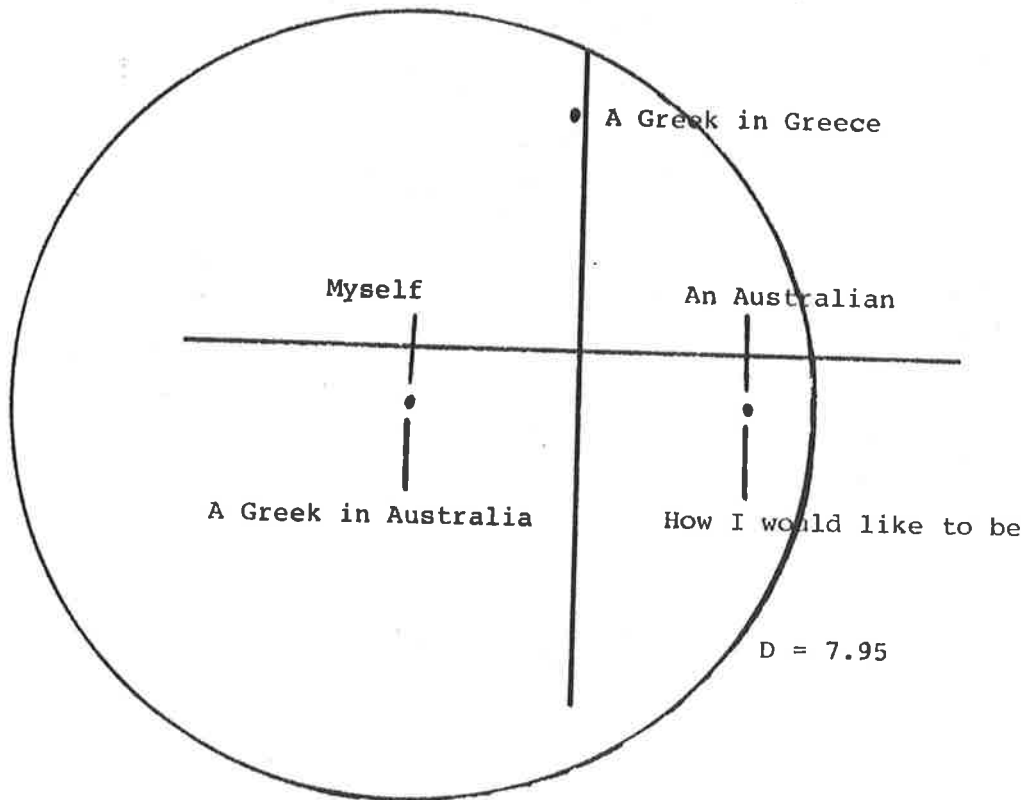 A Greek in Greece
Myself
An Australian
A Greek in Australia
How I would like to be
D = 7.95